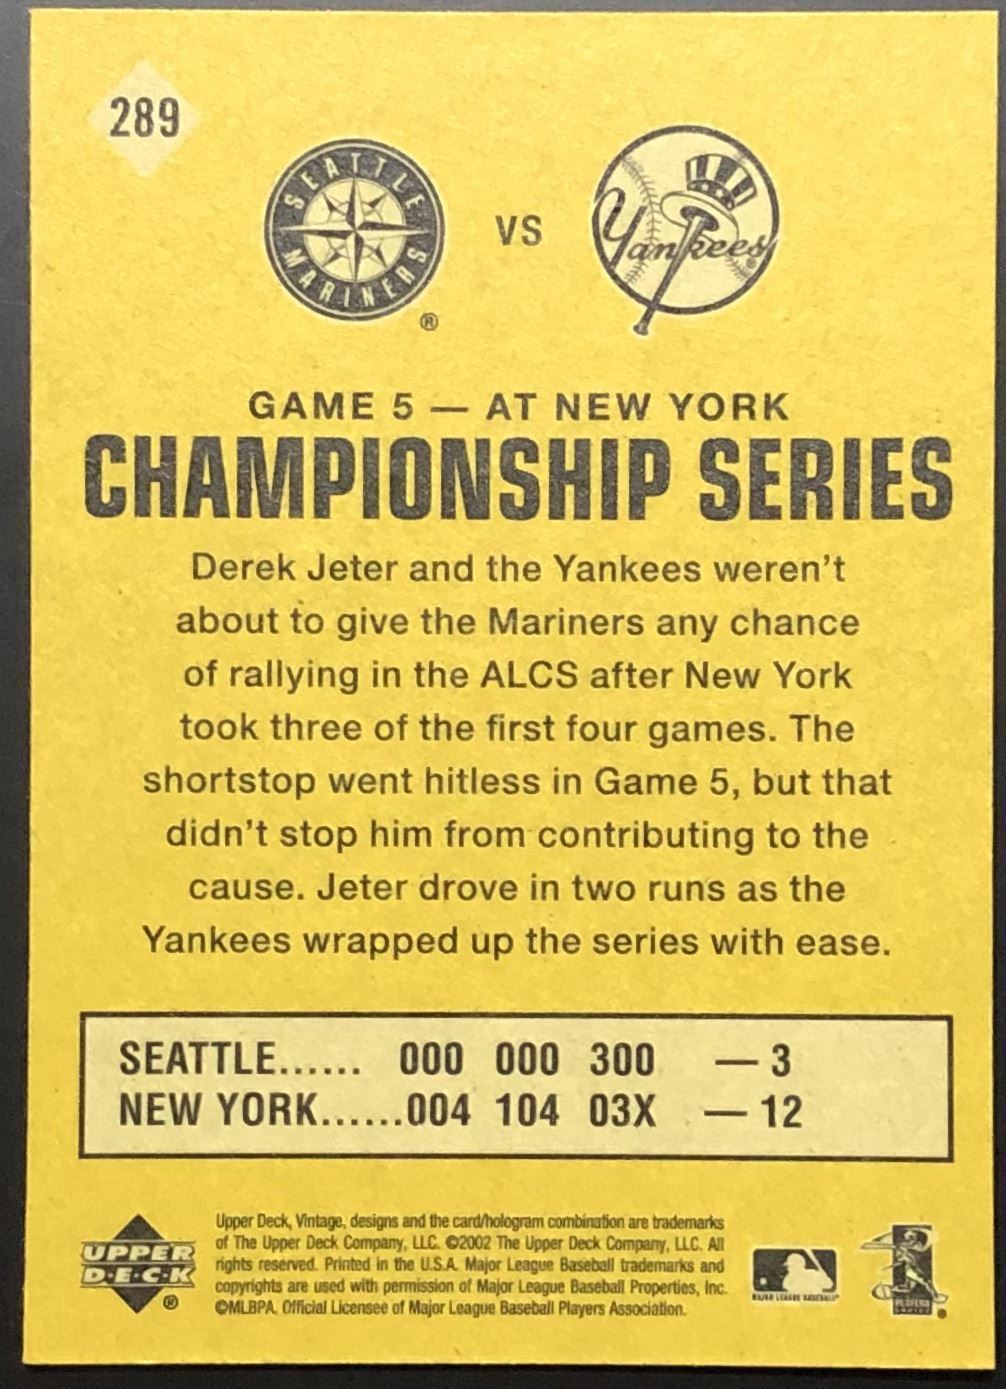 289
SEATTLE
MARINERS
®
VS
Yankees
®
GAME 5 — AT NEW YORK
CHAMPIONSHIP SERIES
Derek Jeter and the Yankees weren't
about to give the Mariners any chance
of rallying in the ALCS after New York
took three of the first four games. The
shortstop went hitless in Game 5, but that
didn't stop him from contributing to the
cause. Jeter drove in two runs as the
Yankees wrapped up the series with ease.
SEATTLE...... 000 000 300 — 3
NEW YORK......004 104 03X — 12
UPPER
D·E·C·K
®
Upper Deck, Vintage, designs and the card/hologram combination are trademarks
of The Upper Deck Company, LLC. ©2002 The Upper Deck Company, LLC. All
rights reserved. Printed in the U.S.A. Major League Baseball trademarks and
copyrights are used with permission of Major League Baseball Properties, Inc.
©MLBPA. Official Licensee of Major League Baseball Players Association.
MAJOR LEAGUE BASEBALL
PLAYERS